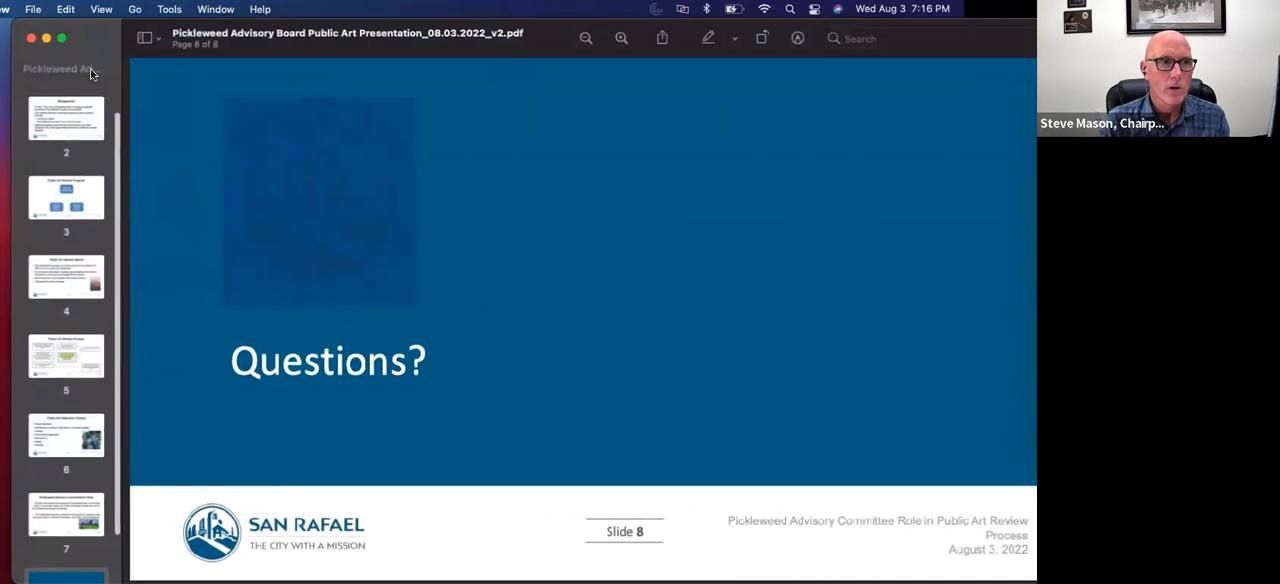 ew File Edit View Go Tools Window Help Wed Aug 3 7:16 PM
Pickleweed Advisory Board Public Art Presentation_08.03.2022_v2.pdf
Page 8 of 8
Search
Pickleweed Ad...
2
3
4
5
6
7
Questions?
SAN RAFAEL
THE CITY WITH A MISSION
Slide 8
Pickleweed Advisory Committee Role in Public Art Review
Process
August 3, 2022
Steve Mason, Chairp...